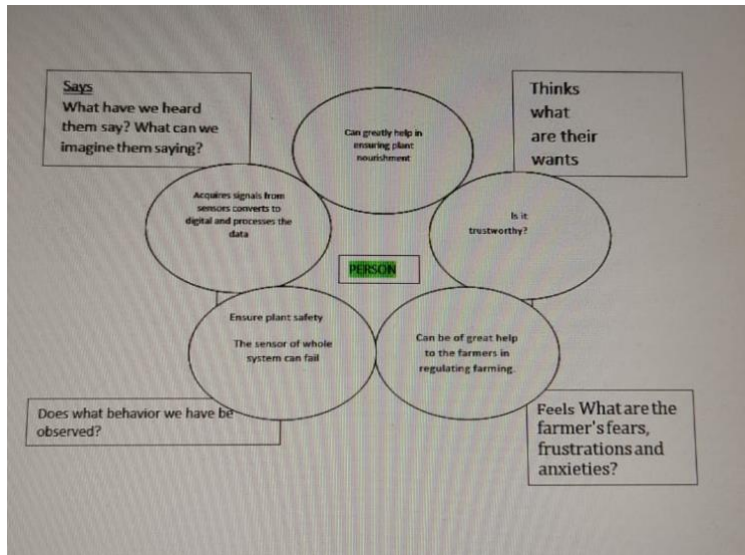 Says
What have we heard
them say? What can we
imagine them saying?
Thinks
what
are their
wants
Can greatly help in
ensuring plant
nourishment
Acquires signals from
sensors converts to
digital and processes the
data
Is it
trustworthy?
PERSON
Ensure plant safety
The sensor of whole
system can fail
Can be of great help
to the farmers in
regulating farming.
Does what behavior we have be
observed?
Feels What are the
farmer's fears,
frustrations and
anxieties?